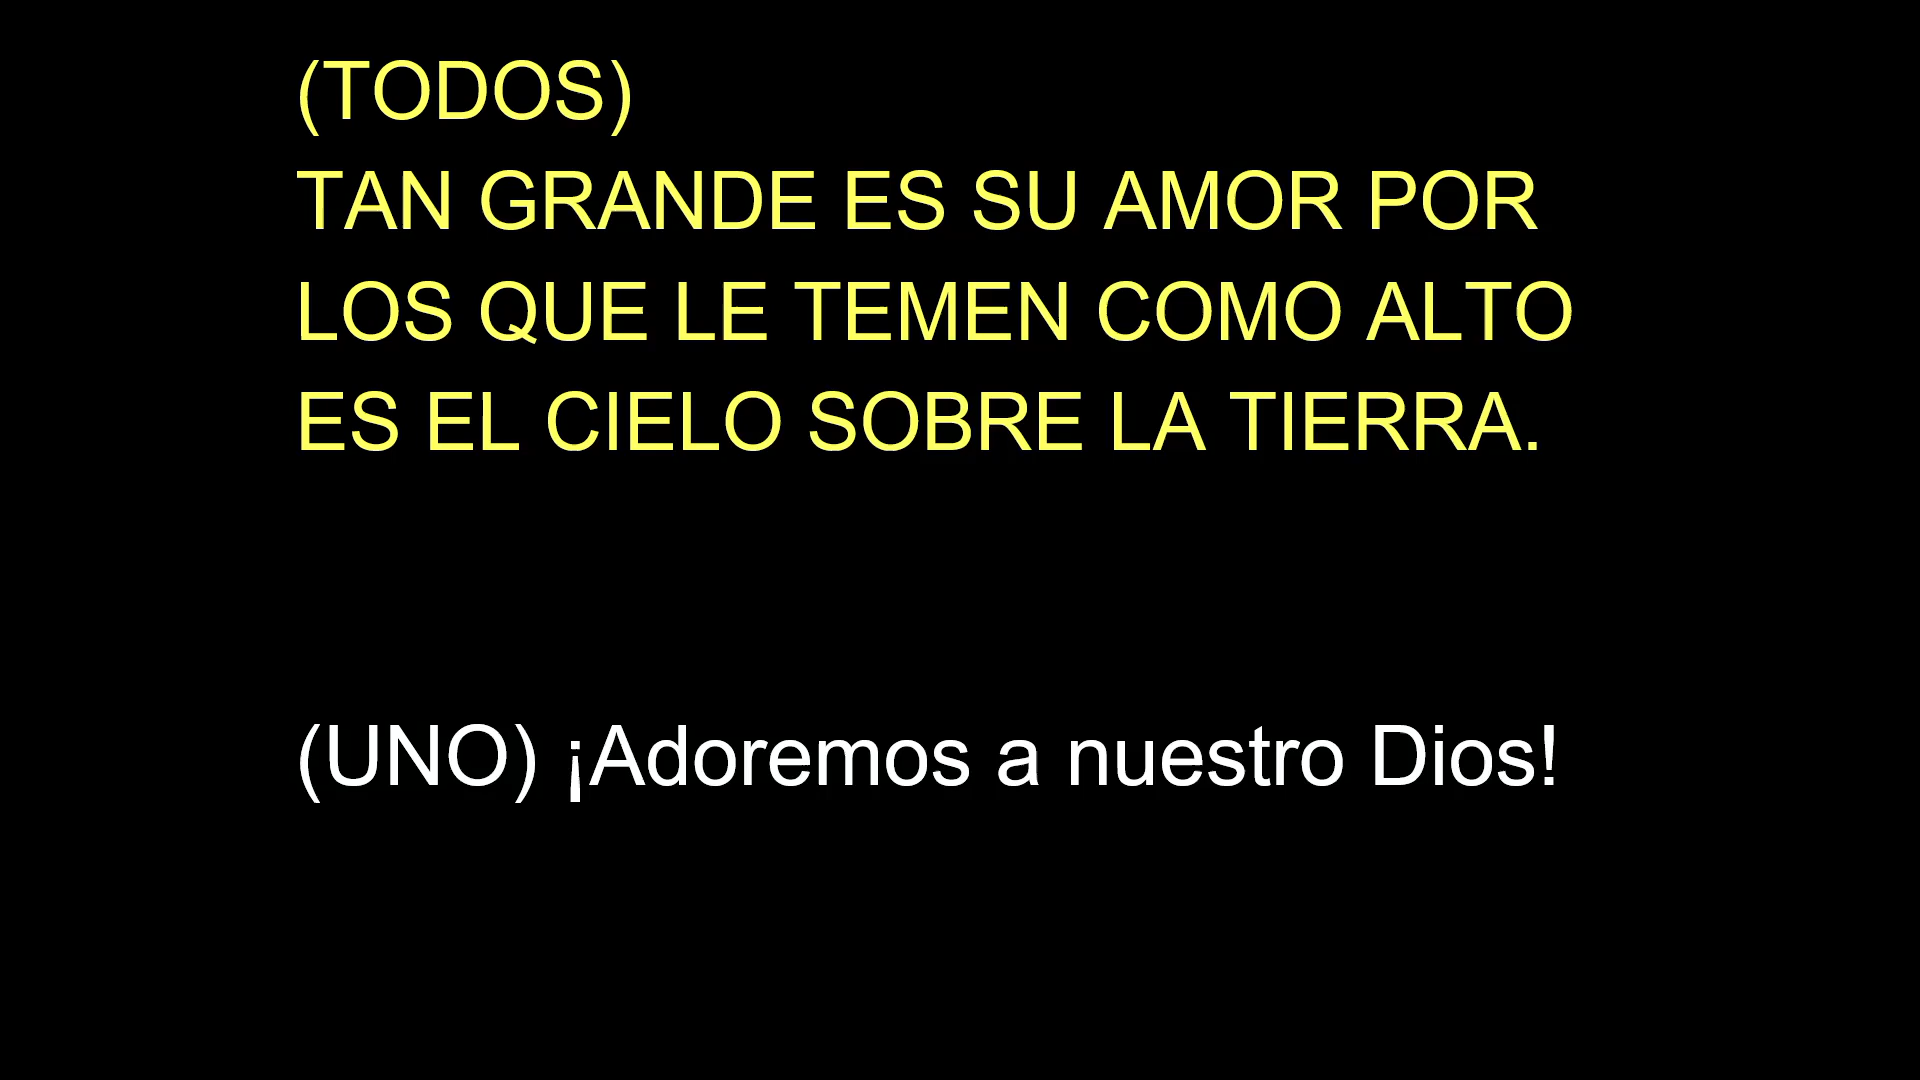 (TODOS)
TAN GRANDE ES SU AMOR POR
LOS QUE LE TEMEN COMO ALTO
ES EL CIELO SOBRE LA TIERRA.
(UNO) ¡Adoremos a nuestro Dios!